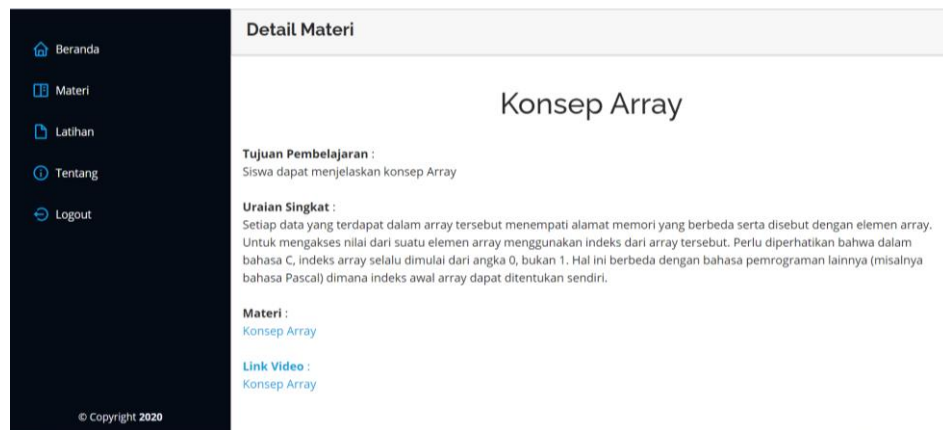 Beranda
Materi
Latihan
Tentang
Logout
© Copyright 2020
Detail Materi
Konsep Array
Tujuan Pembelajaran :
Siswa dapat menjelaskan konsep Array
Uraian Singkat :
Setiap data yang terdapat dalam array tersebut menempati alamat memori yang berbeda serta disebut dengan elemen array.
Untuk mengakses nilai dari suatu elemen array menggunakan indeks dari array tersebut. Perlu diperhatikan bahwa dalam
bahasa C, indeks array selalu dimulai dari angka 0, bukan 1. Hal ini berbeda dengan bahasa pemrograman lainnya (misalnya
bahasa Pascal) dimana indeks awal array dapat ditentukan sendiri.
Materi :
Konsep Array
Link Video :
Konsep Array